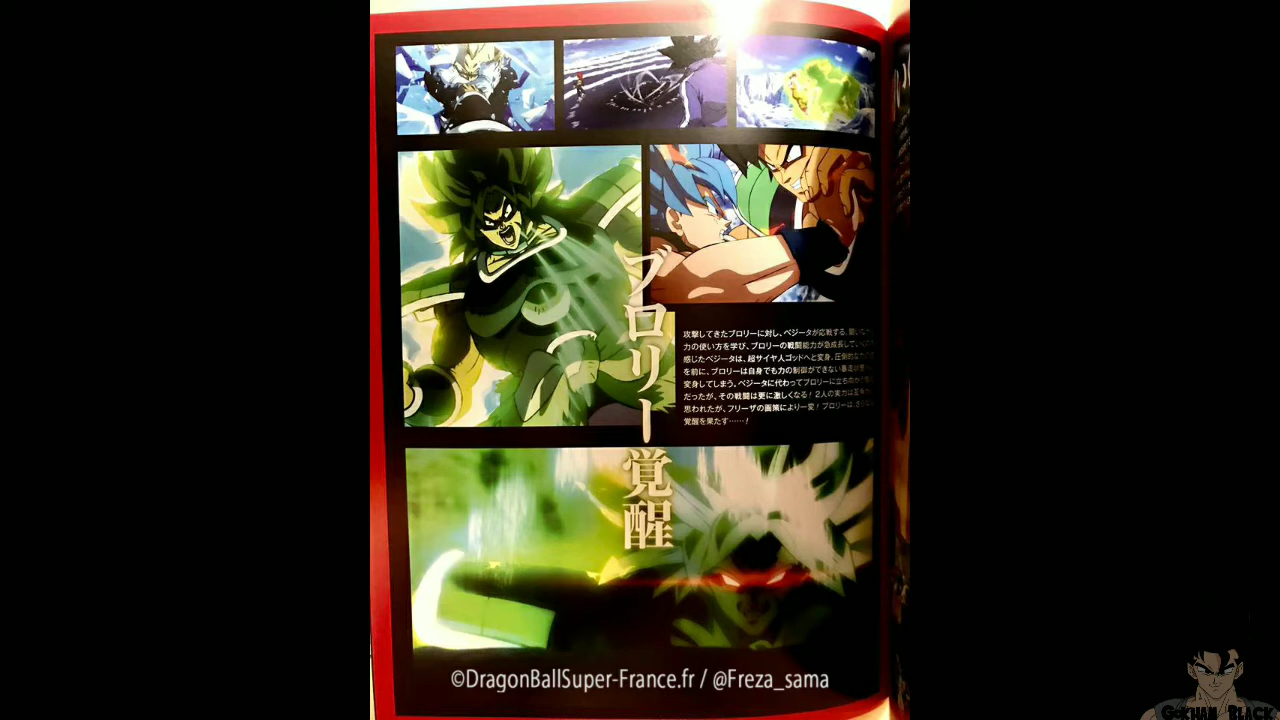 ブロリー覚醒
攻撃してきたブロリーに対し、ベジータが応戦する。闘いな
力の使い方を学び、ブロリーの戦闘能力が急成長してい
感じたベジータは、超サイヤ人ゴッドへと変身。圧倒的な
を前に、ブロリーは自身でも力の制御ができない暴走
変身してしまう。ベジータに代わってブロリーに立ち向か
だったが、その戦闘は更に激しくなる！2人の実力は
思われたが、フリーザの画策により一変！ブロリーは、さら
覚醒を果たす……！
©DragonBallSuper-France.fr / @Freza_sama
Gokuan Black